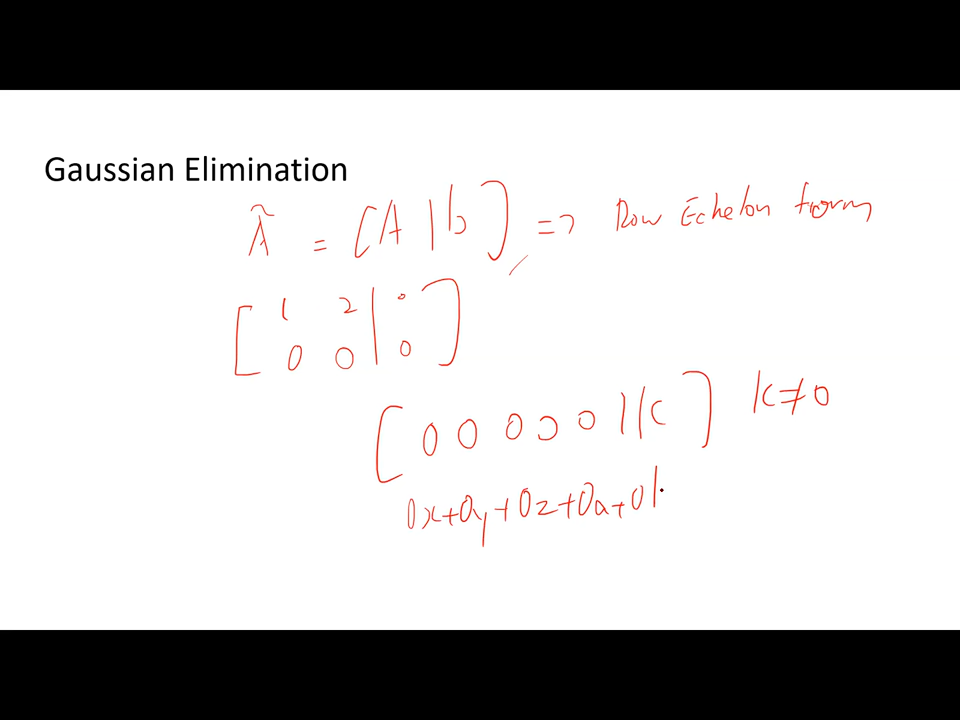 Gaussian Elimination
Ã = [A | b] => Row Echelon form
[ 1 2 | 0
0 0 | 0 ]
[ 0 0 0 0 0 | k ] k ≠ 0
0x+0y+0z+0a+0b